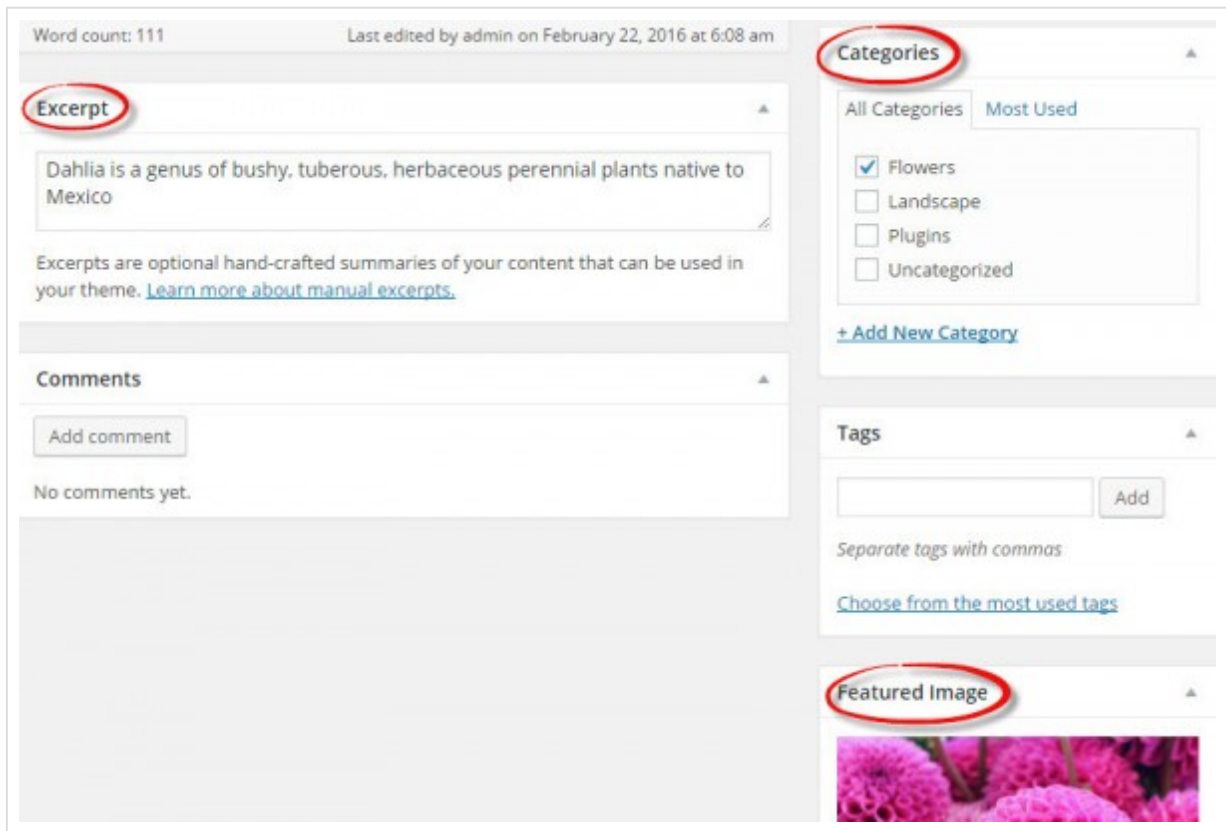 Word count: 111
Last edited by admin on February 22, 2016 at 6:08 am
Excerpt
Dahlia is a genus of bushy, tuberous, herbaceous perennial plants native to
Mexico
Excerpts are optional hand-crafted summaries of your content that can be used in
your theme. Learn more about manual excerpts.
Comments
Add comment
No comments yet.
Categories
All Categories
Most Used
Flowers
Landscape
Plugins
Uncategorized
+ Add New Category
Tags
Add
Separate tags with commas
Choose from the most used tags
Featured Image